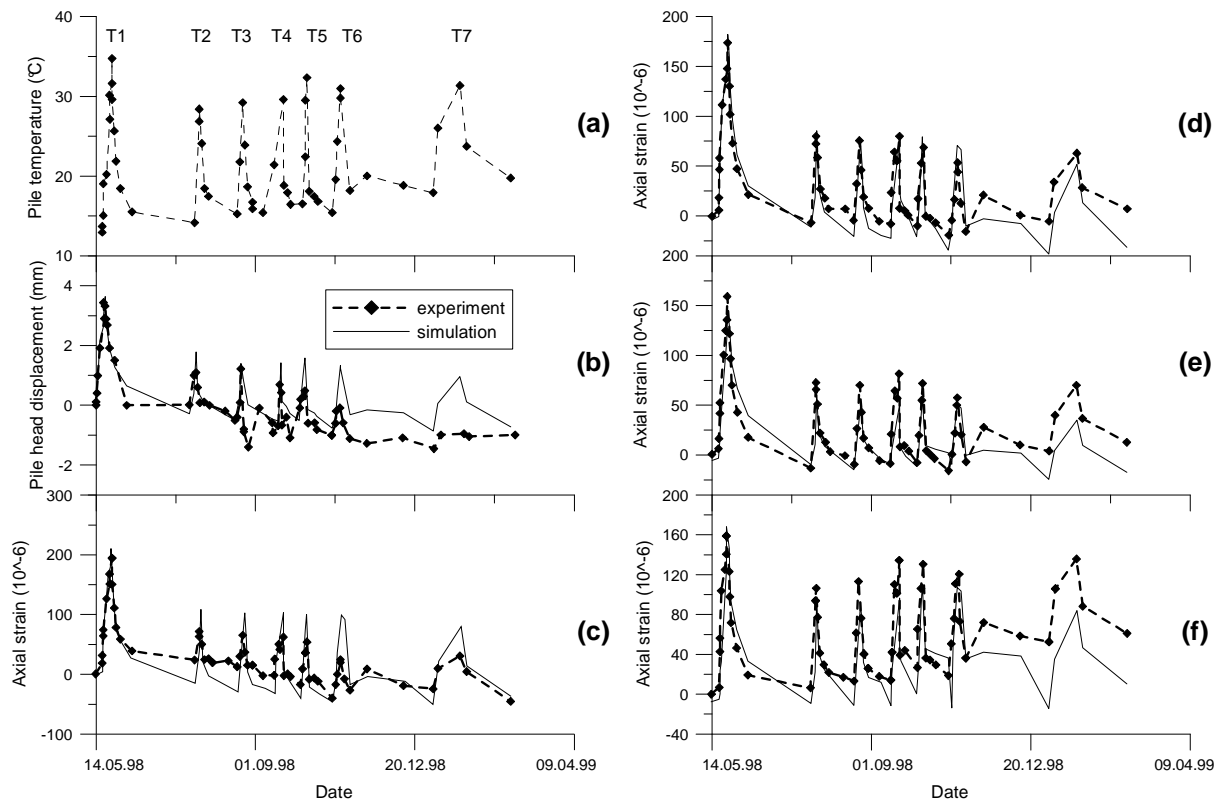 40
30
20
10
Pile temperature (°C)
T1 T2 T3 T4 T5 T6 T7
(a)
4
2
0
-2
Pile head displacement (mm)
experiment
simulation
(b)
300
200
100
0
-100
Axial strain (10^-6)
(c)
14.05.98 01.09.98 20.12.98 09.04.99
Date
200
150
100
50
0
Axial strain (10^-6)
(d)
200
150
100
50
0
Axial strain (10^-6)
(e)
200
160
120
80
40
0
-40
Axial strain (10^-6)
(f)
14.05.98 01.09.98 20.12.98 09.04.99
Date